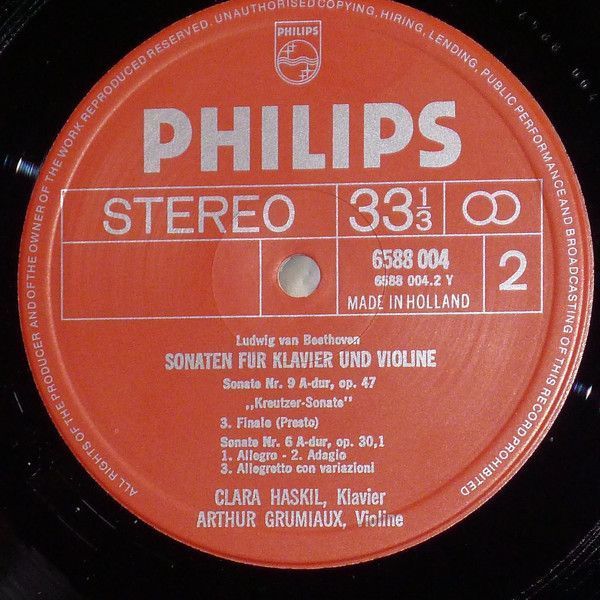 ALL RIGHTS OF THE PRODUCER AND OF THE OWNER OF THE WORK REPRODUCED RESERVED. UNAUTHORISED COPYING, HIRING, LENDING, PUBLIC PERFORMANCE AND BROADCASTING OF THIS RECORD PROHIBITED
PHILIPS
PHILIPS
STEREO 33 1/3
6588 004
6588 004.2 Y
2
MADE IN HOLLAND
Ludwig van Beethoven
SONATEN FÜR KLAVIER UND VIOLINE
Sonate Nr. 9 A-dur, op. 47
„Kreutzer-Sonate"
3. Finale (Presto)
Sonate Nr. 6 A-dur, op. 30,1
1. Allegro - 2. Adagio
3. Allegretto con variazioni
CLARA HASKIL, Klavier
ARTHUR GRUMIAUX, Violine